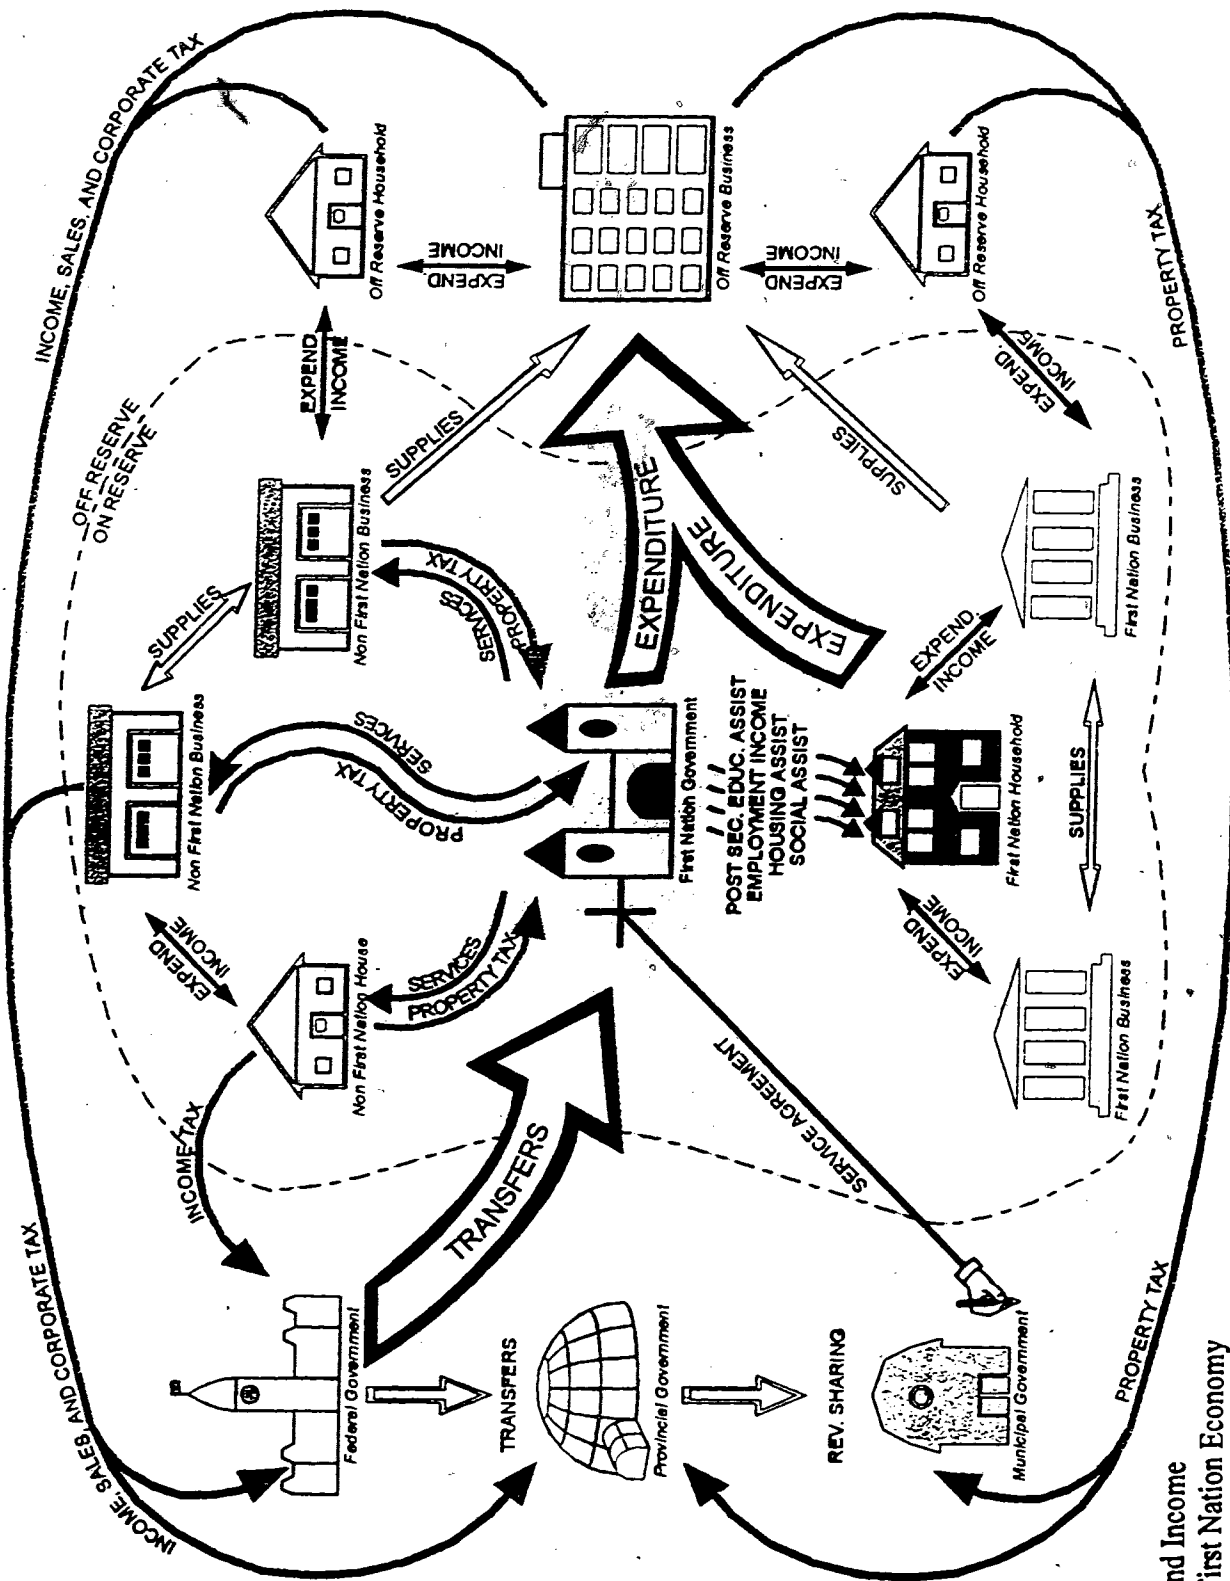 INCOME, SALES, AND CORPORATE TAX
INCOME, SALES, AND CORPORATE TAX
OFF RESERVE
ON RESERVE
SUPPLIES
Non First Nation Business
Non First Nation Business
EXPEND
INCOME
Off Reserve Household
EXPEND
INCOME
Non First Nation House
INCOME TAX
SERVICES
PROPERTY TAX
SERVICES
PROPERTY TAX
SERVICES
PROPERTY TAX
SUPPLIES
EXPEND.
INCOME
Federal Government
TRANSFERS
TRANSFERS
Provincial Government
First Nation Government
EXPENDITURE
EXPENDITURE
Off Reserve Business
POST SEC. EDUC. ASSIST
EMPLOYMENT INCOME
HOUSING ASSIST
SOCIAL ASSIST
REV. SHARING
SERVICE AGREEMENT
Municipal Government
First Nation Household
EXPEND
INCOME
EXPEND.
INCOME
SUPPLIES
EXPEND.
INCOME
Off Reserve Household
EXPEND
INCOME
First Nation Business
First Nation Business
SUPPLIES
PROPERTY TAX
PROPERTY TAX
nd Income
First Nation Economy